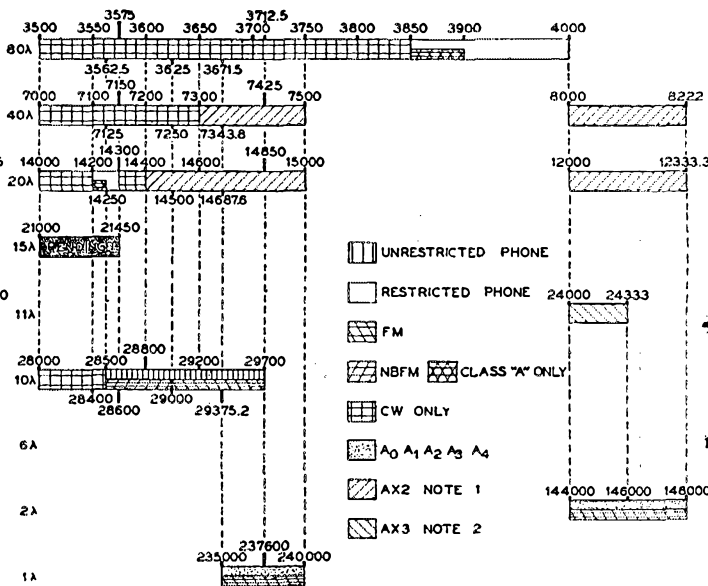 3575 3712.5
3500 3550 3600 3650 3700 3750 3850 3900 4000
80λ
3562.5 3625 3671.5
7150 7425
7000 7100 7200 7300 7500 8000 8222
40λ
7125 7250 7343.8
14300 14850
14000 14200 14400 14600 15000 12000 12333.3
20λ
14250 14500 14687.6
21000 21450
15λ PENDING
UNRESTRICTED PHONE
RESTRICTED PHONE
24000 24333
11λ
FM
28800
28000 28500 29200 29700
10λ
NBFM CLASS "A" ONLY
28400 29000 29375.2
28600
CW ONLY
6λ
A0 A1 A2 A3 A4
AX2 NOTE 1
144000 146000 148000
2λ
AX3 NOTE 2
237600
235000 240000
1λ